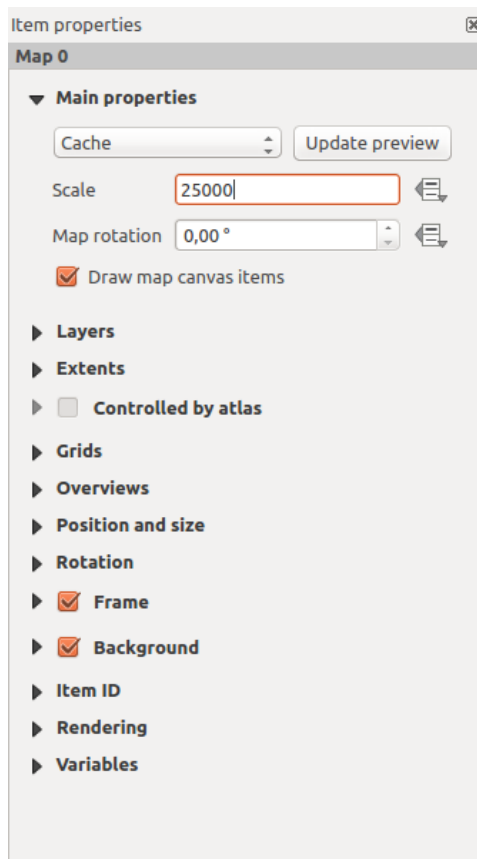 Item properties
Map 0
Main properties
Cache
Update preview
Scale
25000
Map rotation
0,00 °
Draw map canvas items
Layers
Extents
Controlled by atlas
Grids
Overviews
Position and size
Rotation
Frame
Background
Item ID
Rendering
Variables